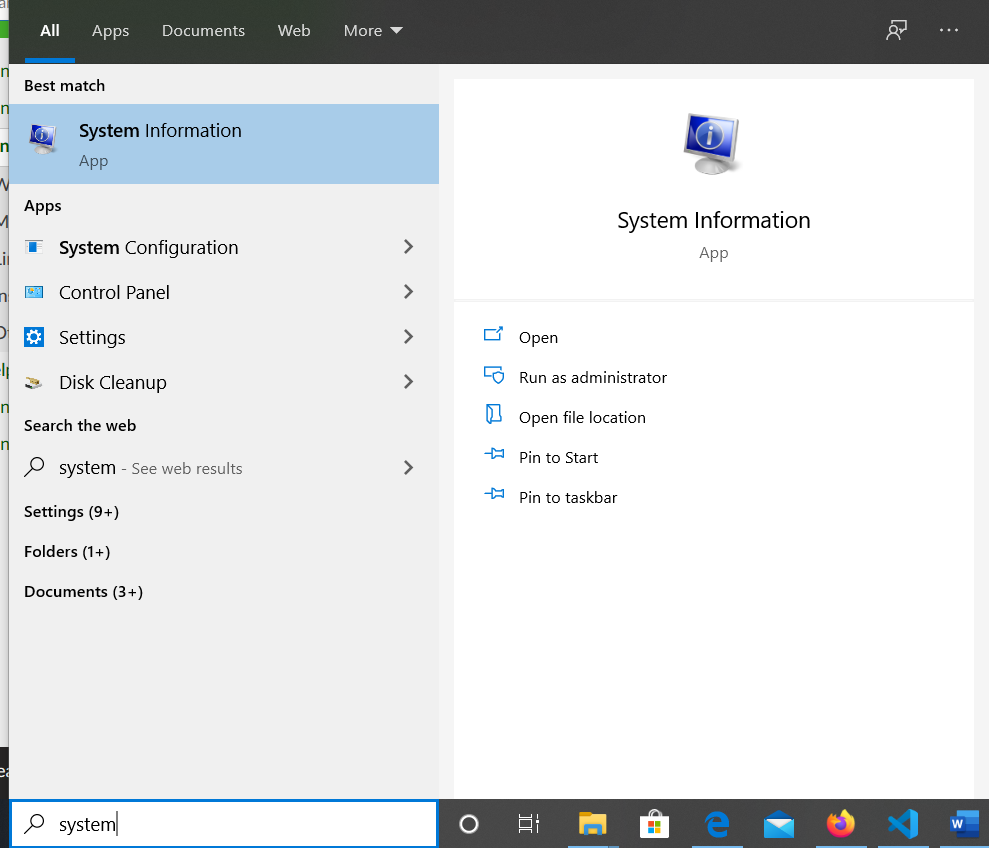 All Apps Documents Web More
Best match
System Information
App
Apps
System Configuration
Control Panel
Settings
Disk Cleanup
Search the web
system - See web results
Settings (9+)
Folders (1+)
Documents (3+)
System Information
App
Open
Run as administrator
Open file location
Pin to Start
Pin to taskbar
system